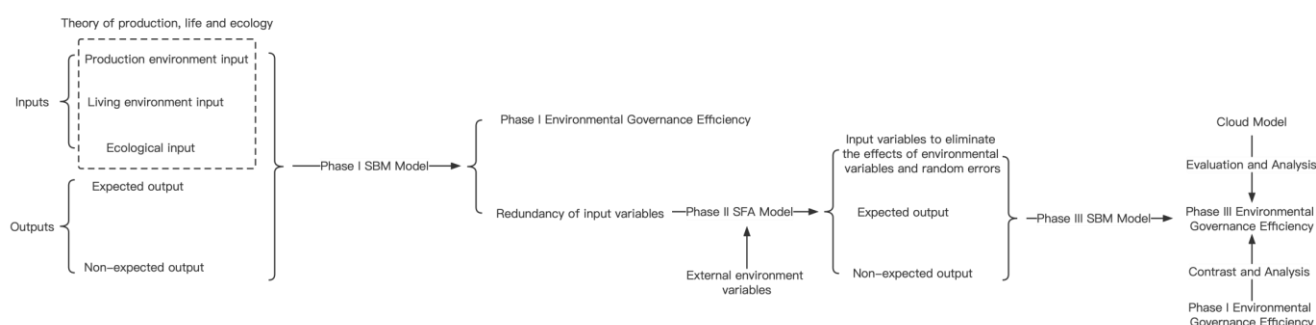 Theory of production, life and ecology
Production environment input
Inputs
Living environment input
Ecological input
Expected output
Outputs
Non-expected output
Phase I SBM Model
Phase I Environmental Governance Efficiency
Redundancy of input variables
Phase II SFA Model
External environment
variables
Input variables to eliminate
the effects of environmental
variables and random errors
Expected output
Non-expected output
Phase III SBM Model
Cloud Model
Evaluation and Analysis
Phase III Environmental
Governance Efficiency
Contrast and Analysis
Phase I Environmental
Governance Efficiency